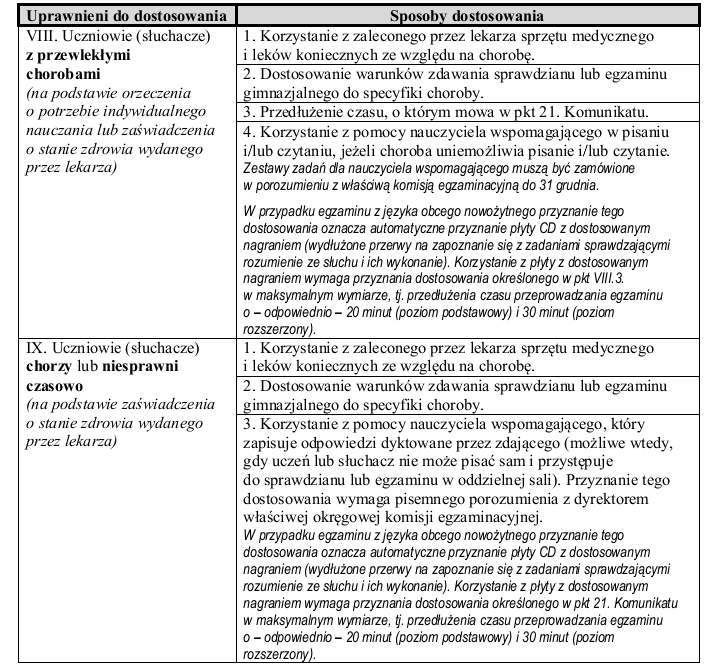 Uprawnieni do dostosowania
Sposoby dostosowania
VIII. Uczniowie (słuchacze)
z przewlekłymi
chorobami
(na podstawie orzeczenia
o potrzebie indywidualnego
nauczania lub zaświadczenia
o stanie zdrowia wydanego
przez lekarza)
1. Korzystanie z zaleconego przez lekarza sprzętu medycznego
i leków koniecznych ze względu na chorobę.
2. Dostosowanie warunków zdawania sprawdzianu lub egzaminu
gimnazjalnego do specyfiki choroby.
3. Przedłużenie czasu, o którym mowa w pkt 21. Komunikatu.
4. Korzystanie z pomocy nauczyciela wspomagającego w pisaniu
i/lub czytaniu, jeżeli choroba uniemożliwia pisanie i/lub czytanie.
Zestawy zadań dla nauczyciela wspomagającego muszą być zamówione
w porozumieniu z właściwą komisją egzaminacyjną do 31 grudnia.
W przypadku egzaminu z języka obcego nowożytnego przyznanie tego
dostosowania oznacza automatyczne przyznanie płyty CD z dostosowanym
nagraniem (wydłużone przerwy na zapoznanie się z zadaniami sprawdzającymi
rozumienie ze słuchu i ich wykonanie). Korzystanie z płyty z dostosowanym
nagraniem wymaga przyznania dostosowania określonego w pkt VIII.3.
w maksymalnym wymiarze, tj. przedłużenia czasu przeprowadzania egzaminu
o – odpowiednio – 20 minut (poziom podstawowy) i 30 minut (poziom
rozszerzony).
IX. Uczniowie (słuchacze)
chorzy lub niesprawni
czasowo
(na podstawie zaświadczenia
o stanie zdrowia wydanego
przez lekarza)
1. Korzystanie z zaleconego przez lekarza sprzętu medycznego
i leków koniecznych ze względu na chorobę.
2. Dostosowanie warunków zdawania sprawdzianu lub egzaminu
gimnazjalnego do specyfiki choroby.
3. Korzystanie z pomocy nauczyciela wspomagającego, który
zapisuje odpowiedzi dyktowane przez zdającego (możliwe wtedy,
gdy uczeń lub słuchacz nie może pisać sam i przystępuje
do sprawdzianu lub egzaminu w oddzielnej sali). Przyznanie tego
dostosowania wymaga pisemnego porozumienia z dyrektorem
właściwej okręgowej komisji egzaminacyjnej.
W przypadku egzaminu z języka obcego nowożytnego przyznanie tego
dostosowania oznacza automatyczne przyznanie płyty CD z dostosowanym
nagraniem (wydłużone przerwy na zapoznanie się z zadaniami sprawdzającymi
rozumienie ze słuchu i ich wykonanie). Korzystanie z płyty z dostosowanym
nagraniem wymaga przyznania dostosowania określonego w pkt 21. Komunikatu
w maksymalnym wymiarze, tj. przedłużenia czasu przeprowadzania egzaminu
o – odpowiednio – 20 minut (poziom podstawowy) i 30 minut (poziom
rozszerzony).